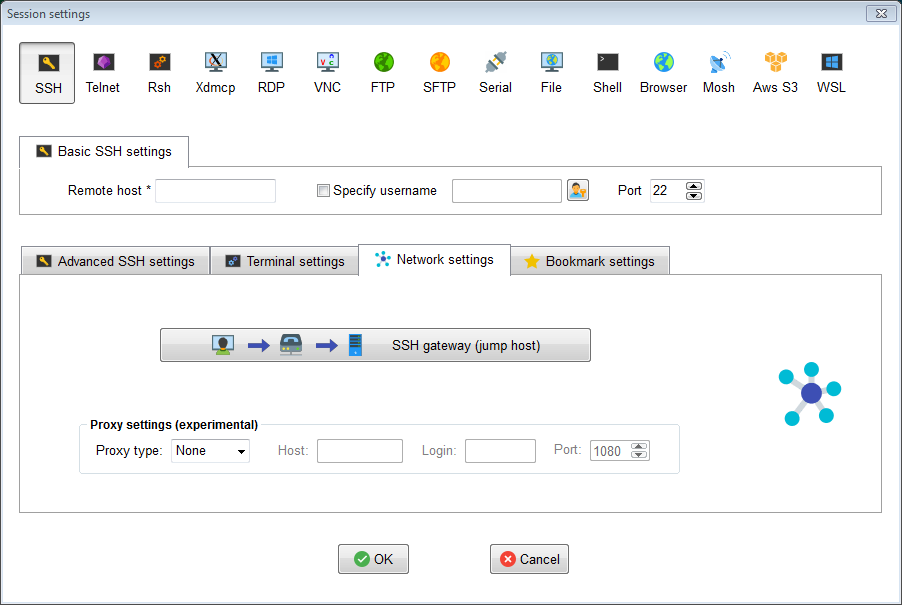 Session settings
SSH Telnet Rsh Xdmcp RDP VNC FTP SFTP Serial File Shell Browser Mosh Aws S3 WSL
Basic SSH settings
Remote host * Specify username Port 22
Advanced SSH settings Terminal settings Network settings Bookmark settings
SSH gateway (jump host)
Proxy settings (experimental)
Proxy type: None Host: Login: Port: 1080
OK Cancel